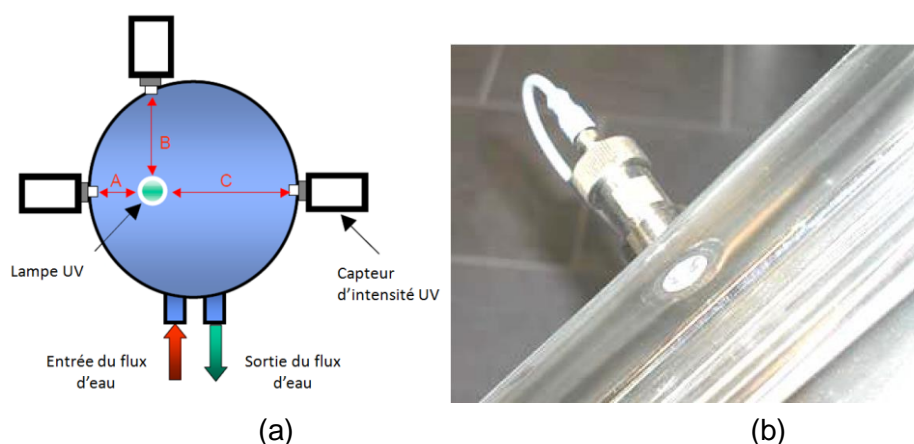 B
A
C
Lampe UV
Capteur
d'intensité UV
Entrée du flux
d'eau
Sortie du flux
d'eau
(a)
(b)